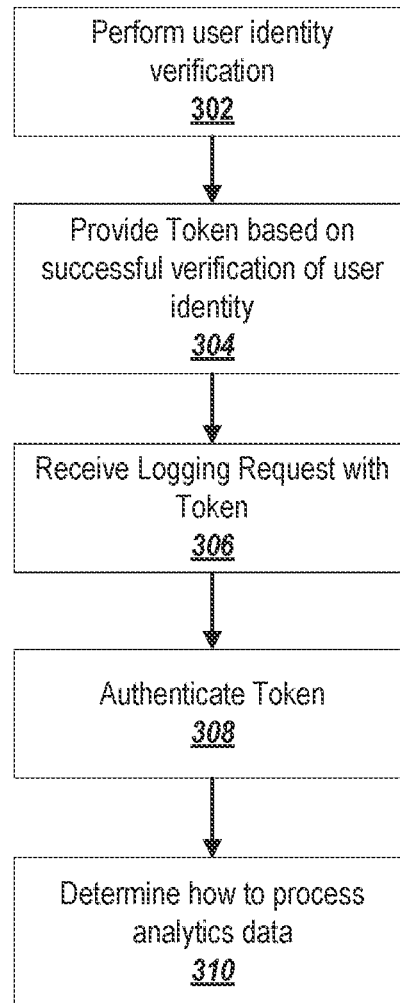 Perform user identity
verification
302
Provide Token based on
successful verification of user
identity
304
Receive Logging Request with
Token
306
Authenticate Token
308
Determine how to process
analytics data
310